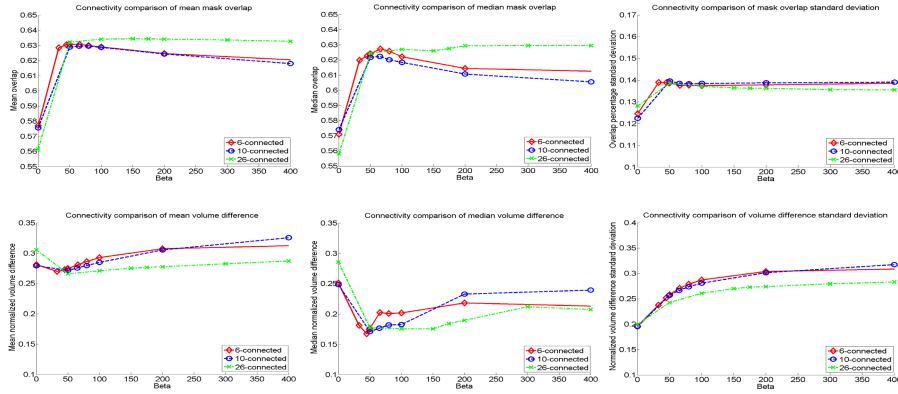 Connectivity comparison of mean mask overlap
0.65
0.64
0.63
0.62
0.61
0.6
0.59
0.58
0.57
0.56
0.55
Mean overlap
0 50 100 150 200 250 300 350 400
Beta
6-connected
10-connected
26-connected
Connectivity comparison of median mask overlap
0.65
0.64
0.63
0.62
0.61
0.6
0.59
0.58
0.57
0.56
0.55
Median overlap
0 50 100 150 200 250 300 350 400
Beta
6-connected
10-connected
26-connected
Connectivity comparison of mask overlap standard deviation
0.17
0.16
0.15
0.14
0.13
0.12
0.11
0.1
Overlap percentage standard deviation
0 50 100 150 200 250 300 350 400
Beta
6-connected
10-connected
26-connected
Connectivity comparison of mean volume difference
0.35
0.3
0.25
0.2
0.15
0.1
Mean normalized volume difference
0 50 100 150 200 250 300 350 400
Beta
6-connected
10-connected
26-connected
Connectivity comparison of median volume difference
0.35
0.3
0.25
0.2
0.15
0.1
Median normalized volume difference
0 50 100 150 200 250 300 350 400
Beta
6-connected
10-connected
26-connected
Connectivity comparison of volume difference standard deviation
0.4
0.35
0.3
0.25
0.2
0.15
0.1
Normalized volume difference standard deviation
0 50 100 150 200 250 300 350 400
Beta
6-connected
10-connected
26-connected